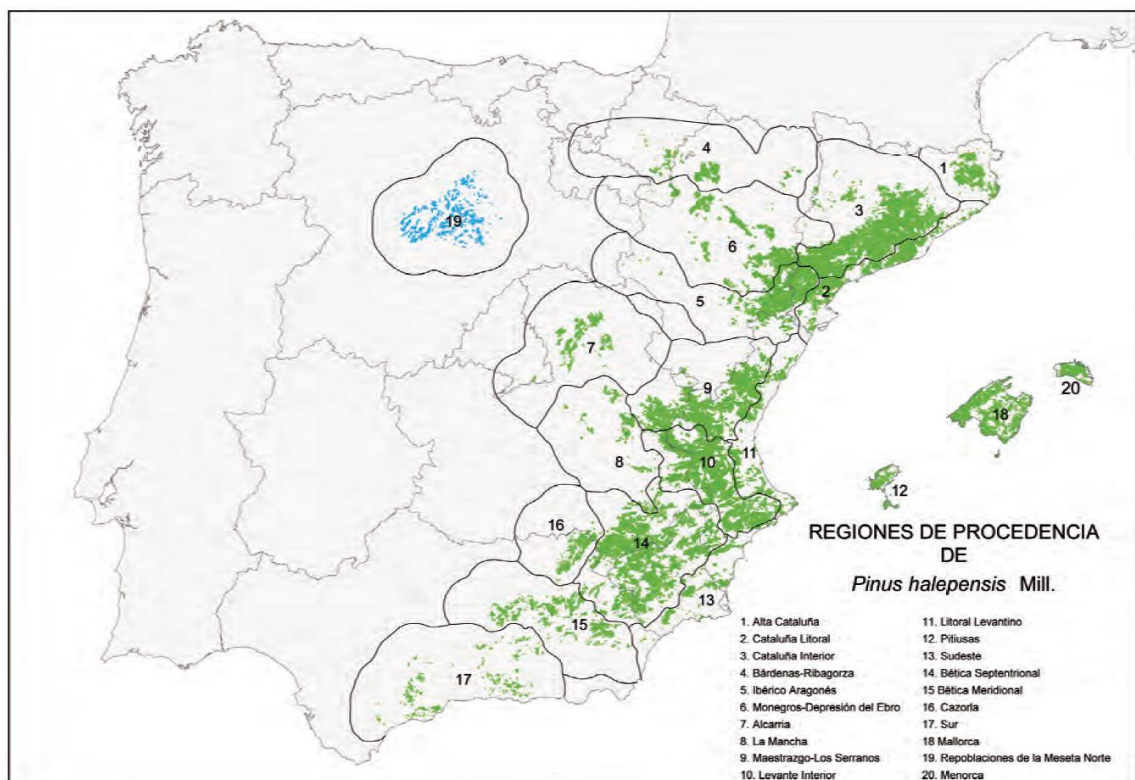 4
1
3
19
6
2
5
7
9
20
18
11
10
8
12
16
14
13
15
17
REGIONES DE PROCEDENCIA
DE
Pinus halepensis Mill.
1. Alta Cataluña
2. Cataluña Litoral
3. Cataluña Interior
4. Bárdenas-Ribagorza
5. Ibérico Aragonés
6. Monegros-Depresión del Ebro
7. Alcarria
8. La Mancha
9. Maestrazgo-Los Serranos
10. Levante Interior
11. Litoral Levantino
12. Pitiusas
13. Sudeste
14. Bética Septentrional
15 Bética Meridional
16. Cazorla
17. Sur
18 Mallorca
19. Repoblaciones de la Meseta Norte
20. Menorca